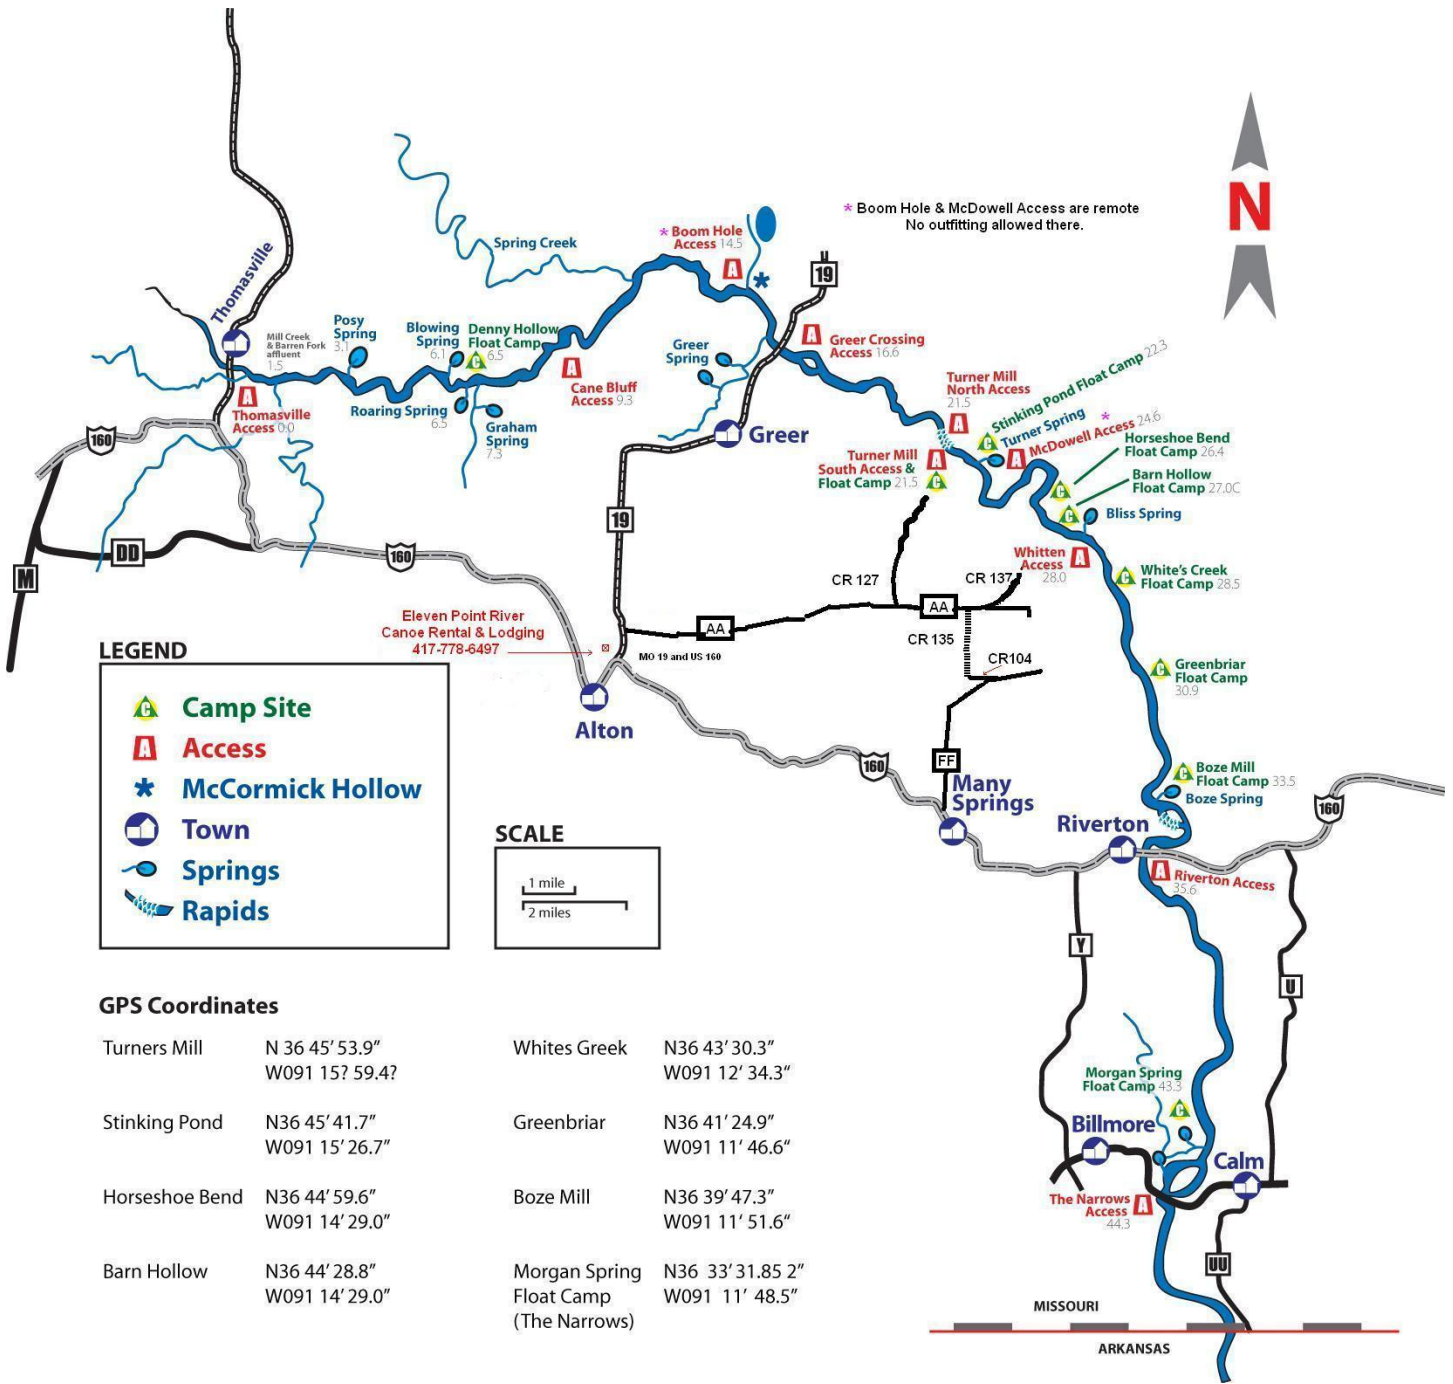 N
* Boom Hole & McDowell Access are remote
No outfitting allowed there.
* Boom Hole
Access 14.5
Spring Creek
19
Thomasville
Mill Creek
& Barren Fork
affluent
1.5
Posy
Spring
3.1
Blowing
Spring
6.1
Denny Hollow
Float Camp
6.5
Greer
Spring
Greer Crossing
Access 16.6
Cane Bluff
Access 9.3
Roaring Spring
6.5
Graham
Spring
7.3
Thomasville
Access 0.0
160
Greer
Turner Mill
North Access
21.5
Stinking Pond Float Camp 22.3
Turner Spring
*
McDowell Access 24.6
Horseshoe Bend
Float Camp 26.4
Barn Hollow
Float Camp 27.0C
Turner Mill
South Access &
Float Camp 21.5
Bliss Spring
19
DD
160
M
Whitten
Access
28.0
White's Creek
Float Camp 28.5
CR 127
CR 137
AA
AA
CR 135
CR104
Eleven Point River
Canoe Rental & Lodging
417-778-6497
MO 19 and US 160
Greenbriar
Float Camp
30.9
Alton
160
FF
Many
Springs
Boze Mill
Float Camp 33.5
Boze Spring
160
Riverton
Riverton Access
35.6
Y
U
Morgan Spring
Float Camp 43.3
Billmore
Calm
The Narrows
Access
44.3
UU
MISSOURI
ARKANSAS
LEGEND
C Camp Site
A Access
* McCormick Hollow
Town
Springs
Rapids
SCALE
1 mile
2 miles
GPS Coordinates
Turners Mill N 36 45' 53.9"
W091 15? 59.4?
Stinking Pond N36 45' 41.7"
W091 15' 26.7"
Horseshoe Bend N36 44' 59.6"
W091 14' 29.0"
Barn Hollow N36 44' 28.8"
W091 14' 29.0"
Whites Greek N36 43' 30.3"
W091 12' 34.3"
Greenbriar N36 41' 24.9"
W091 11' 46.6"
Boze Mill N36 39' 47.3"
W091 11' 51.6"
Morgan Spring N36 33' 31.85 2"
Float Camp W091 11' 48.5"
(The Narrows)